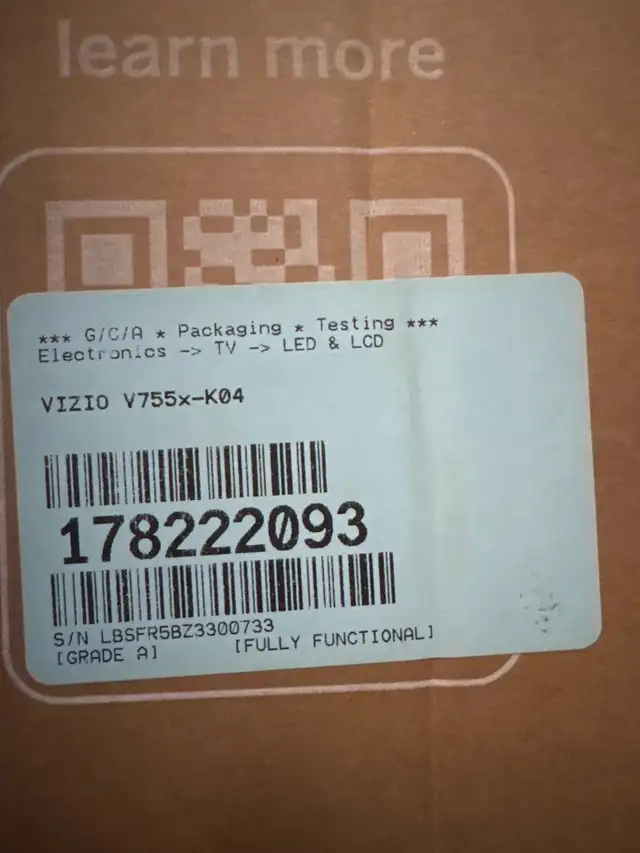 learn more
*** G/C/A * Packaging * Testing ***
Electronics -> TV -> LED & LCD
VIZIO V755x-K04
178222093
S/N LBSFR5BZ3300733
[GRADE A] [FULLY FUNCTIONAL]